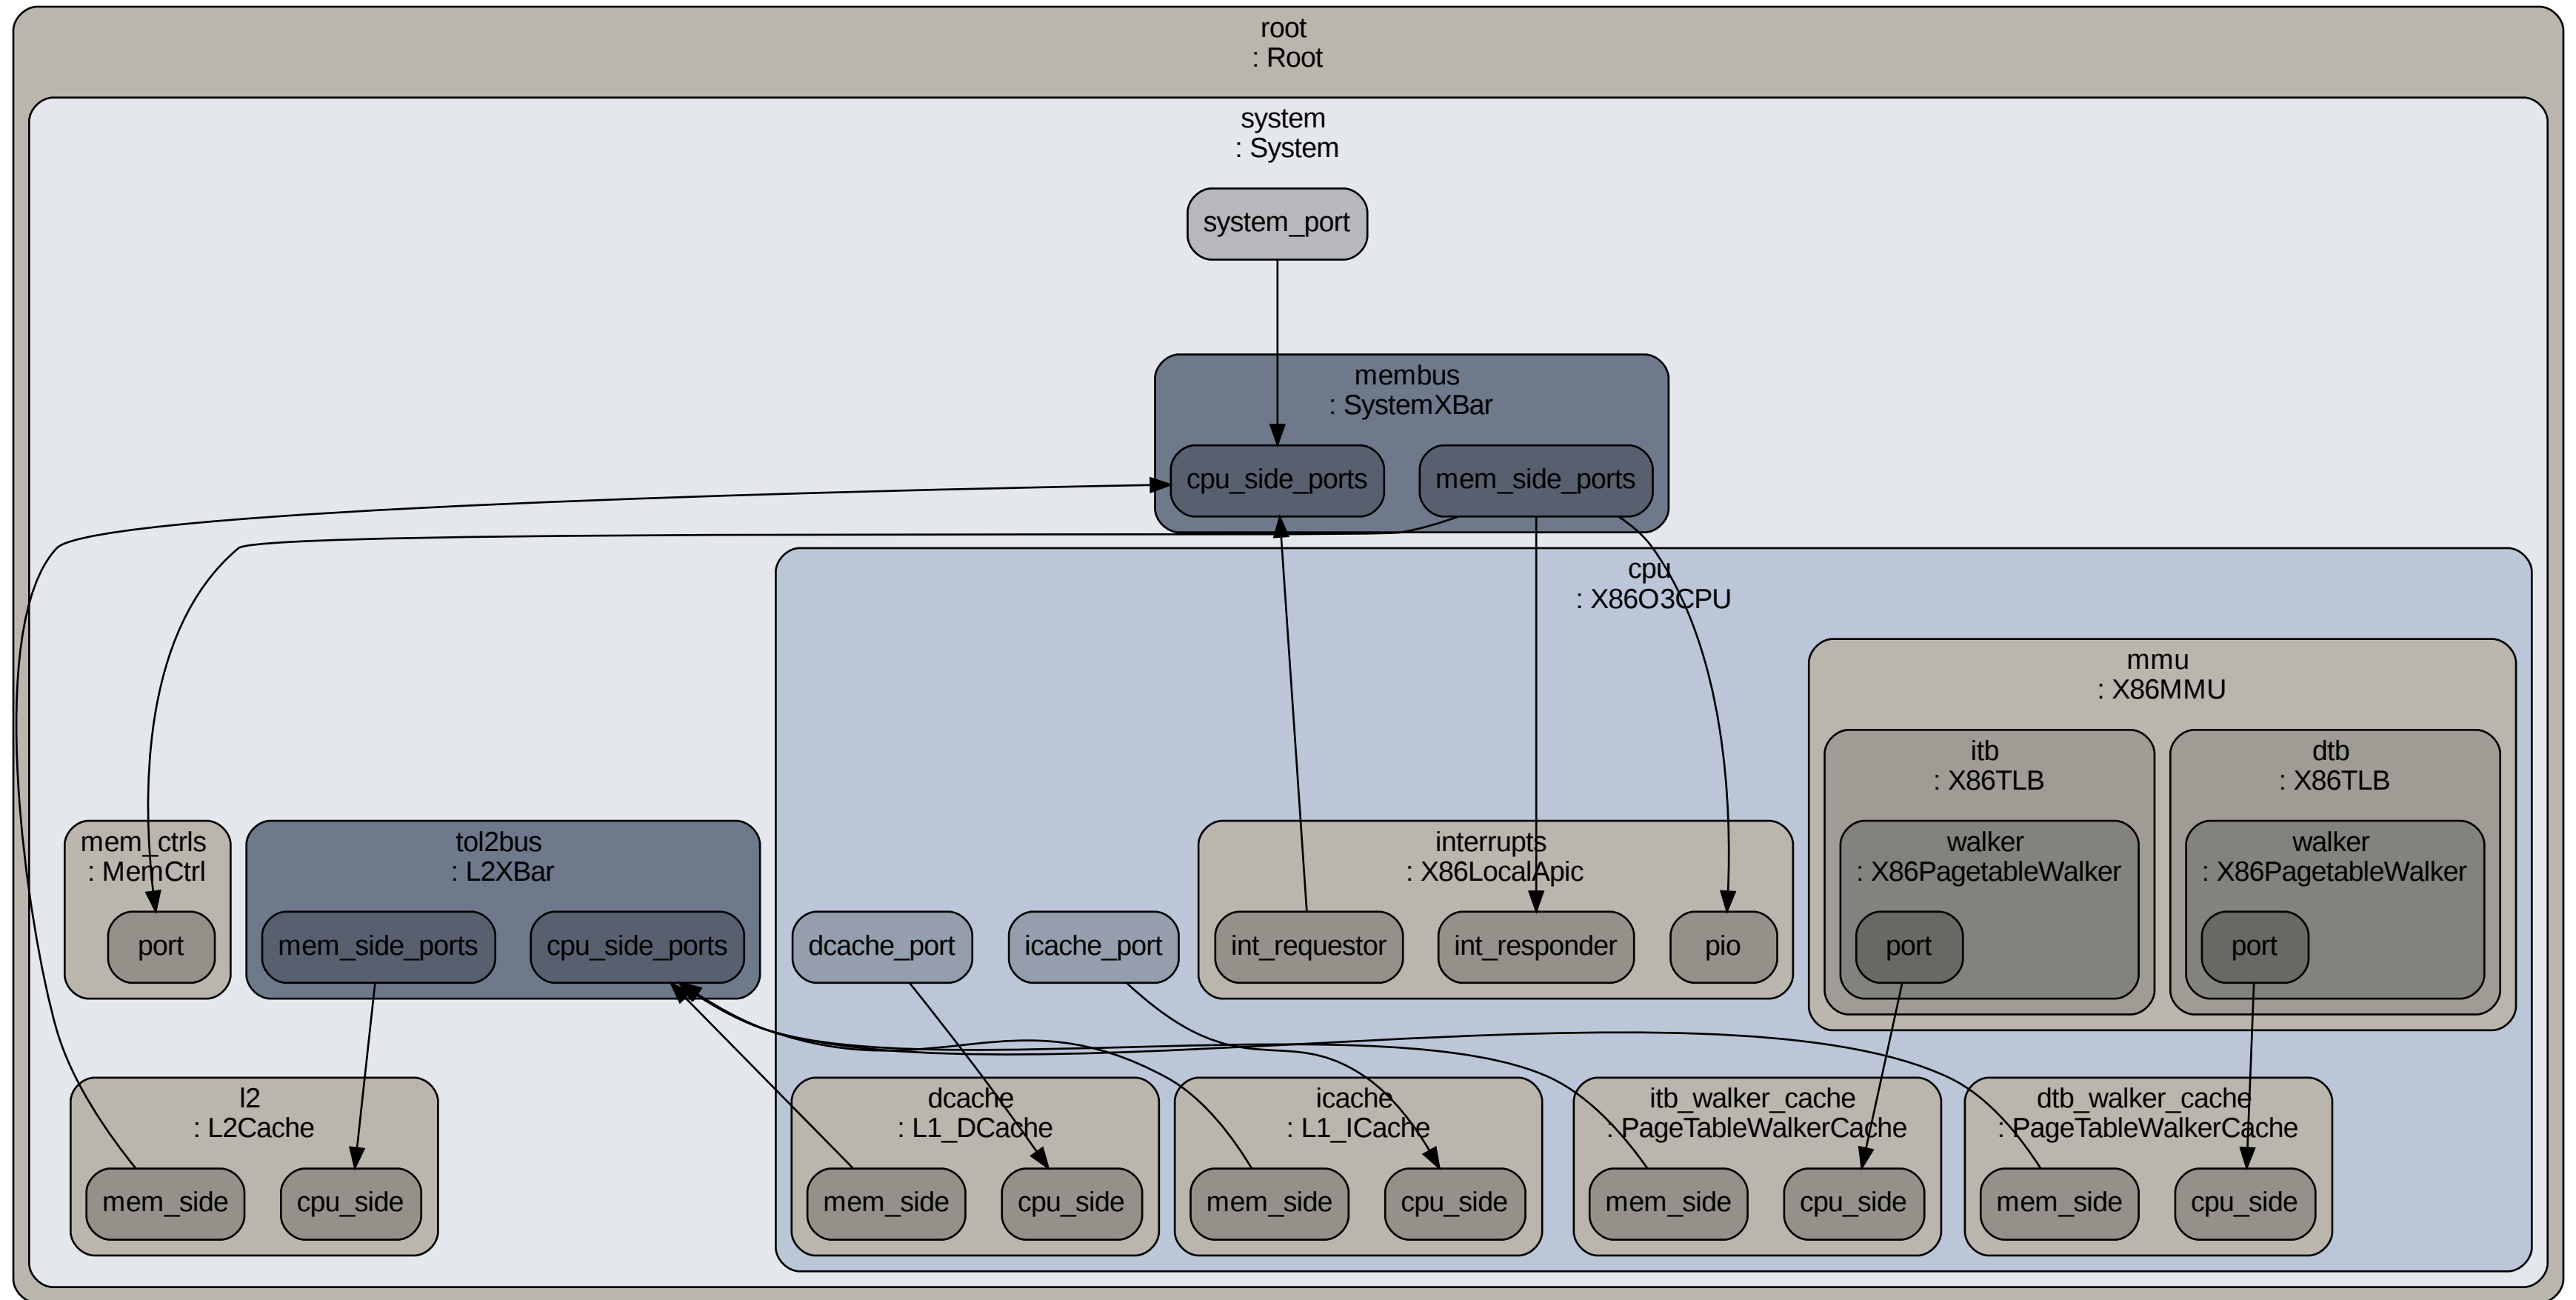 root
: Root
system
: System
system_port
membus
: SystemXBar
cpu_side_ports
mem_side_ports
cpu
: X86O3CPU
mmu
: X86MMU
itb
: X86TLB
dtb
: X86TLB
mem_ctrls
: MemCtrl
tol2bus
: L2XBar
interrupts
: X86LocalApic
walker
: X86PagetableWalker
walker
: X86PagetableWalker
port
mem_side_ports
cpu_side_ports
dcache_port
icache_port
int_requestor
int_responder
pio
port
port
l2
: L2Cache
dcache
: L1_DCache
icache
: L1_ICache
itb_walker_cache
: PageTableWalkerCache
dtb_walker_cache
: PageTableWalkerCache
mem_side
cpu_side
mem_side
cpu_side
mem_side
cpu_side
mem_side
cpu_side
mem_side
cpu_side